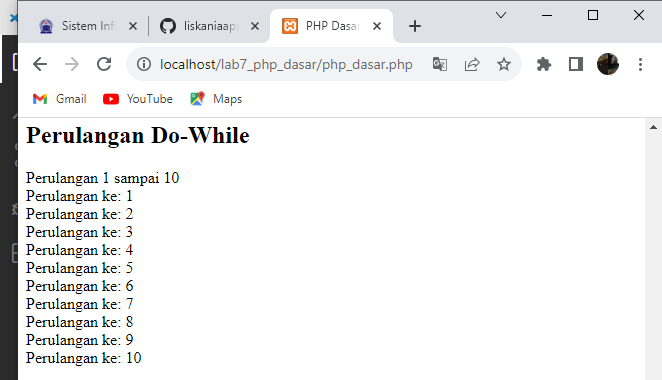 Sistem Inf
liskaniaap
PHP Dasar
localhost/lab7_php_dasar/php_dasar.php
Gmail
YouTube
Maps
Perulangan Do-While
Perulangan 1 sampai 10
Perulangan ke: 1
Perulangan ke: 2
Perulangan ke: 3
Perulangan ke: 4
Perulangan ke: 5
Perulangan ke: 6
Perulangan ke: 7
Perulangan ke: 8
Perulangan ke: 9
Perulangan ke: 10